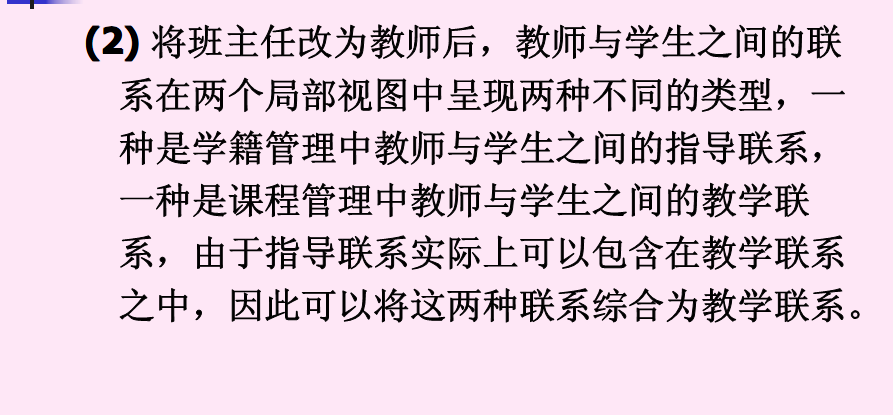 (2) 将班主任改为教师后，教师与学生之间的联
系在两个局部视图中呈现两种不同的类型，一
种是学籍管理中教师与学生之间的指导联系，
一种是课程管理中教师与学生之间的教学联
系，由于指导联系实际上可以包含在教学联系
之中，因此可以将这两种联系综合为教学联系。